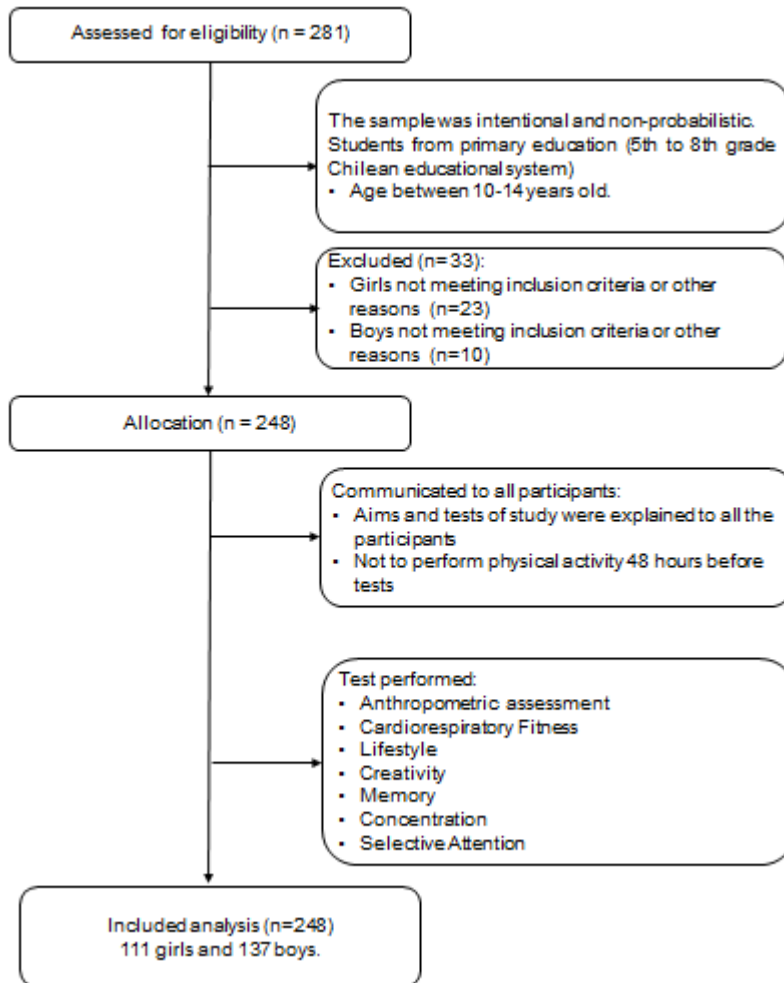 Assessed for eligibility (n = 281)
The sample was intentional and non-probabilistic.
Students from primary education (5th to 8th grade
Chilean educational system)
▪ Age between 10-14 years old.
Excluded (n=33):
▪ Girls not meeting inclusion criteria or other
reasons (n=23)
▪ Boys not meeting inclusion criteria or other
reasons (n=10)
Allocation (n = 248)
Communicated to all participants:
▪ Aims and tests of study were explained to all the
participants
▪ Not to perform physical activity 48 hours before
tests
Test performed:
▪ Anthropometric assessment
▪ Cardiorespiratory Fitness
▪ Lifestyle
▪ Creativity
▪ Memory
▪ Concentration
▪ Selective Attention
Included analysis (n=248)
111 girls and 137 boys.